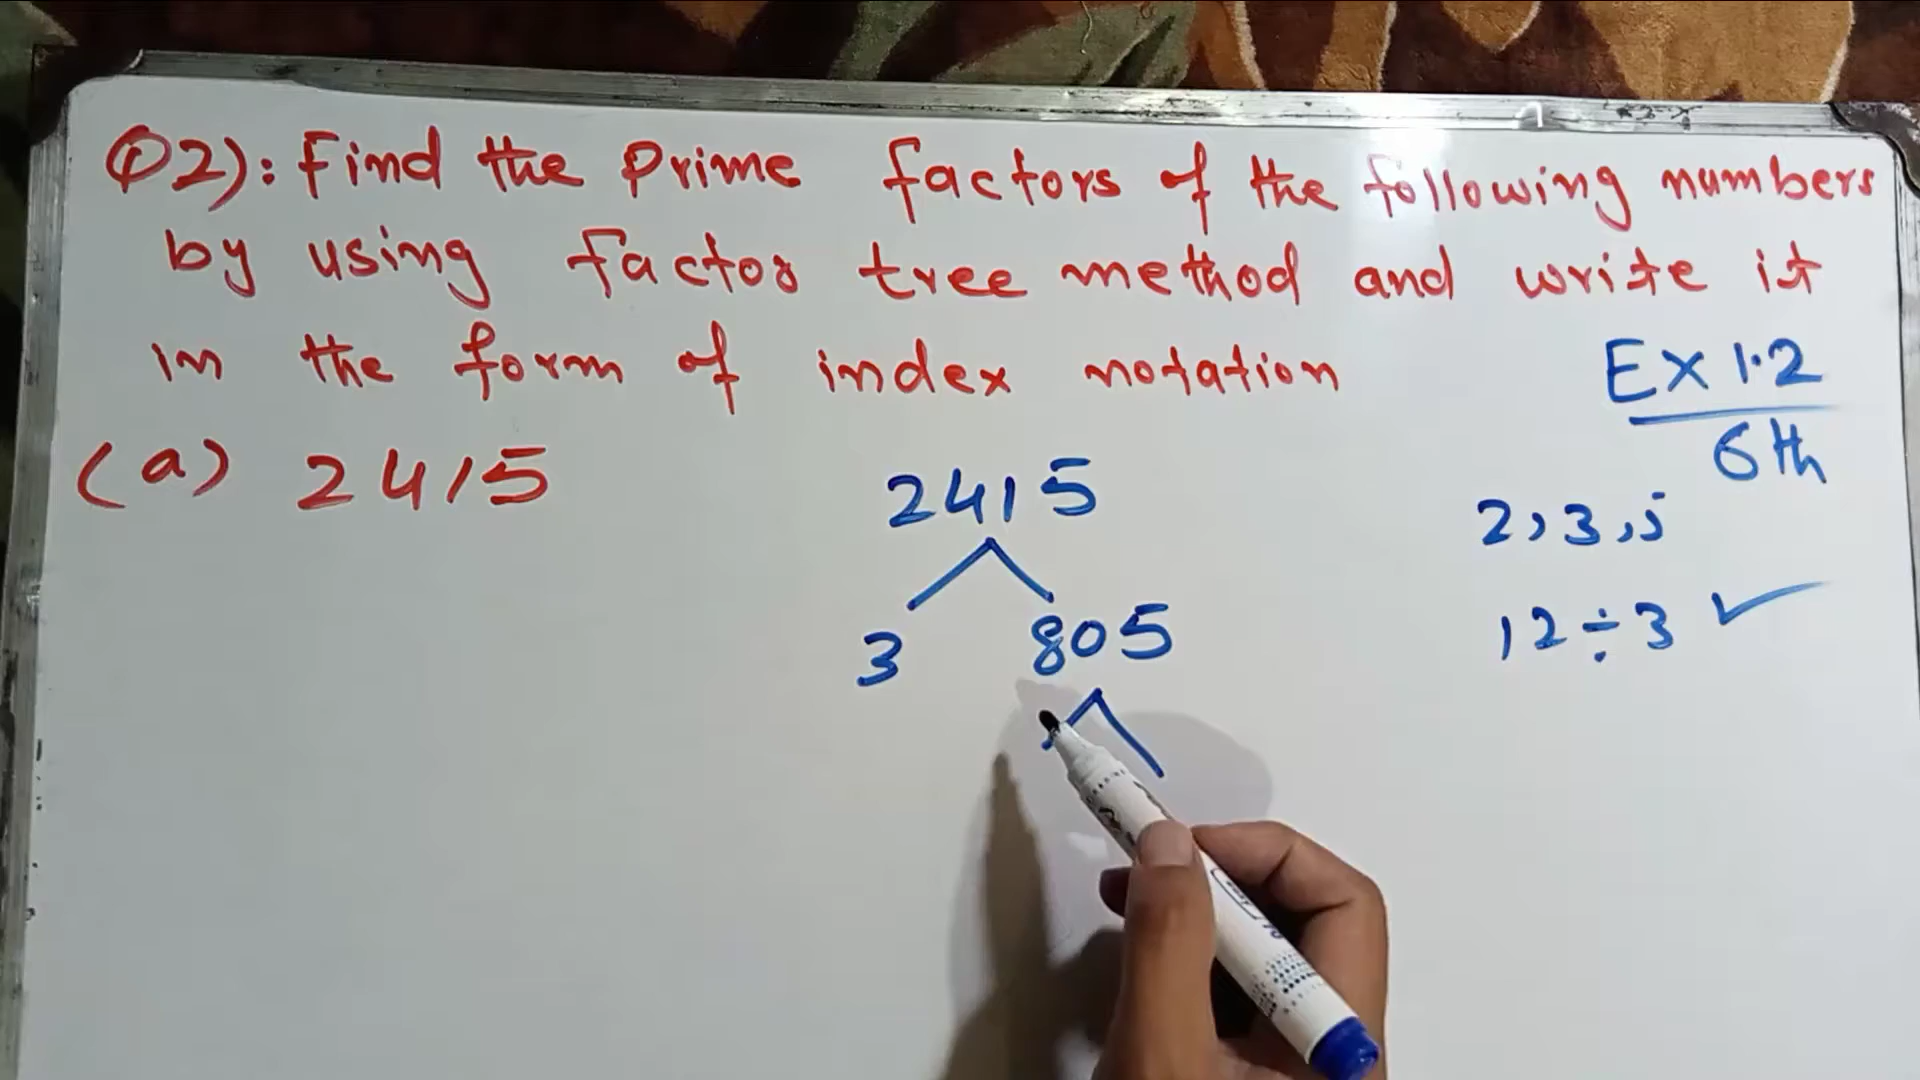 Q2): Find the Prime factors of the following numbers
by using factor tree method and write it
in the form of index notation
Ex 1.2
6th
(a) 2415
2415
3 805
2, 3, 5
12 ÷ 3 ✓